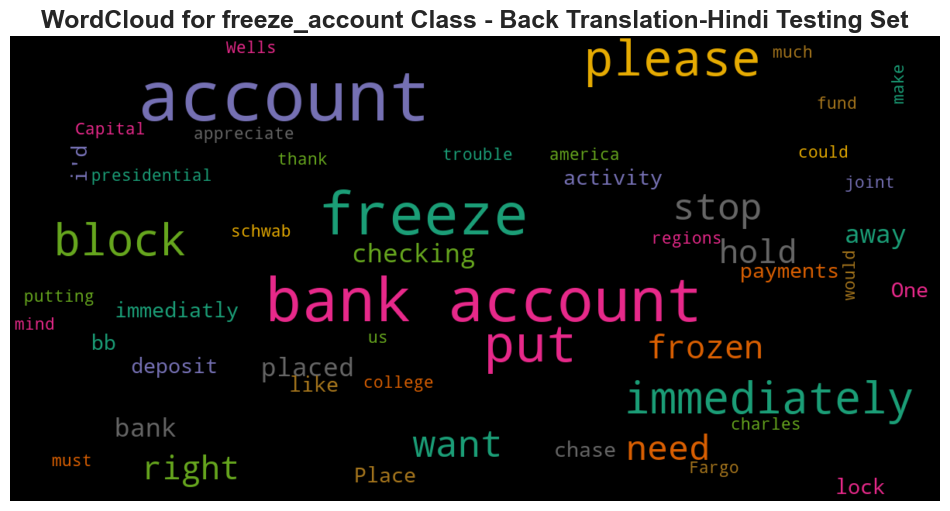 WordCloud for freeze_account Class - Back Translation-Hindi Testing Set
Wells
please
much
account
make
fund
Capital
appreciate
i'd
thank
trouble
america
could
presidential
activity
joint
freeze
stop
block
schwab
regions
away
checking
hold
payments
would
bank account
One
putting
immediatly
mind
us
put
bb
frozen
deposit
placed
like
college
immediately
charles
bank
want
need
right
chase
must
Place
Fargo
lock